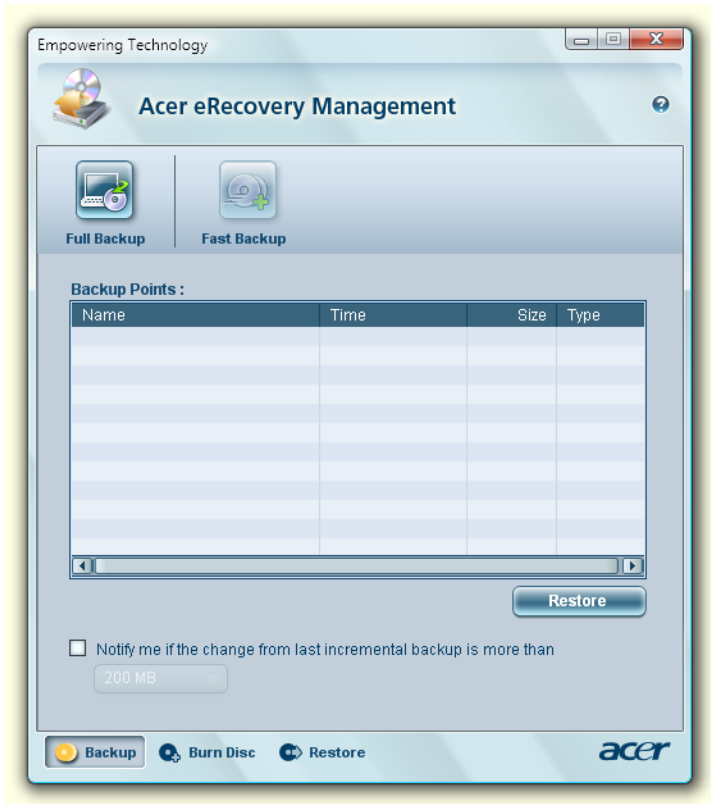 Empowering Technology
Acer eRecovery Management
Full Backup
Fast Backup
Backup Points :
Name Time Size Type
Restore
Notify me if the change from last incremental backup is more than
200 MB
Backup Burn Disc Restore acer